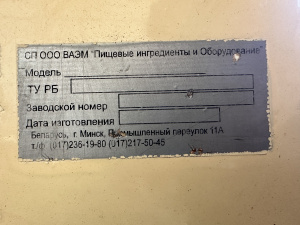 СП ООО ВАЭМ "Пищевые ингредиенты и Оборудование"
Модель
ТУ РБ
Заводской номер
Дата изготовления
Беларусь, г. Минск, Промышленный переулок 11А
т/ф. (017)236-19-80 (017)217-50-45